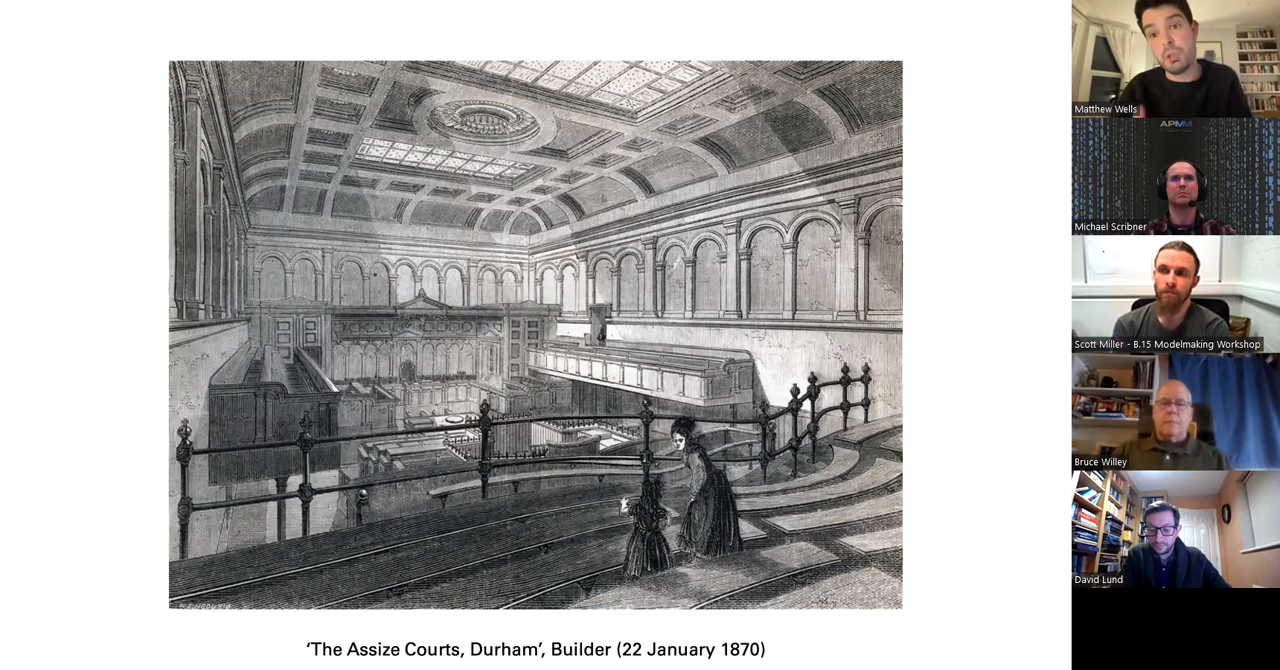 ‘The Assize Courts, Durham’, Builder (22 January 1870)
Matthew Wells
APMM
Michael Scribner
Scott Miller - B.15 Modelmaking Workshop
Bruce Willey
David Lund